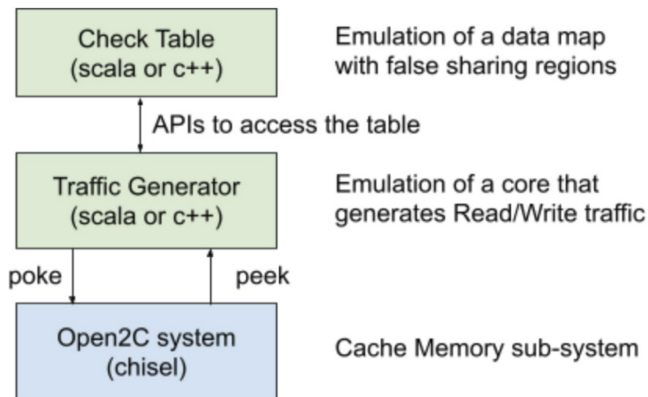 Check Table
(scala or c++)
Emulation of a data map
with false sharing regions
APIs to access the table
Traffic Generator
(scala or c++)
Emulation of a core that
generates Read/Write traffic
poke
peek
Open2C system
(chisel)
Cache Memory sub-system